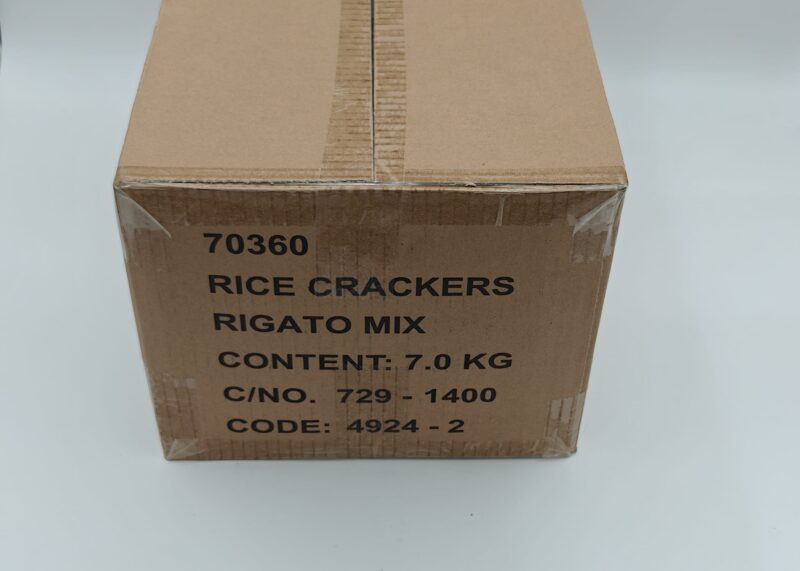 70360
RICE CRACKERS
RIGATO MIX
CONTENT: 7.0 KG
C/NO. 729 - 1400
CODE: 4924 - 2